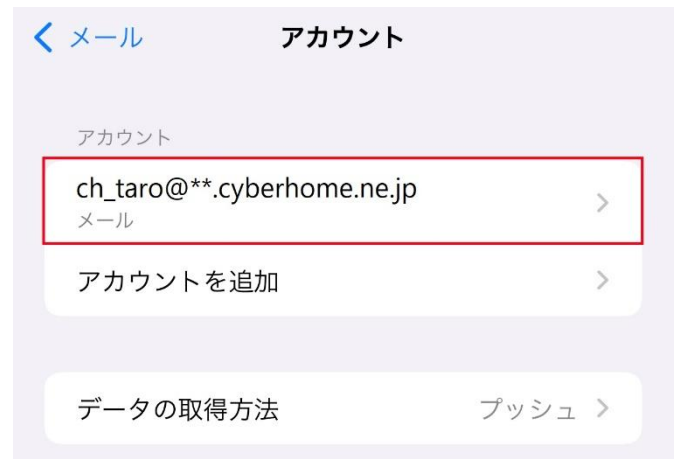 メール
アカウント
アカウント
ch_taro@**.cyberhome.ne.jp
メール
アカウントを追加
データの取得方法 プッシュ